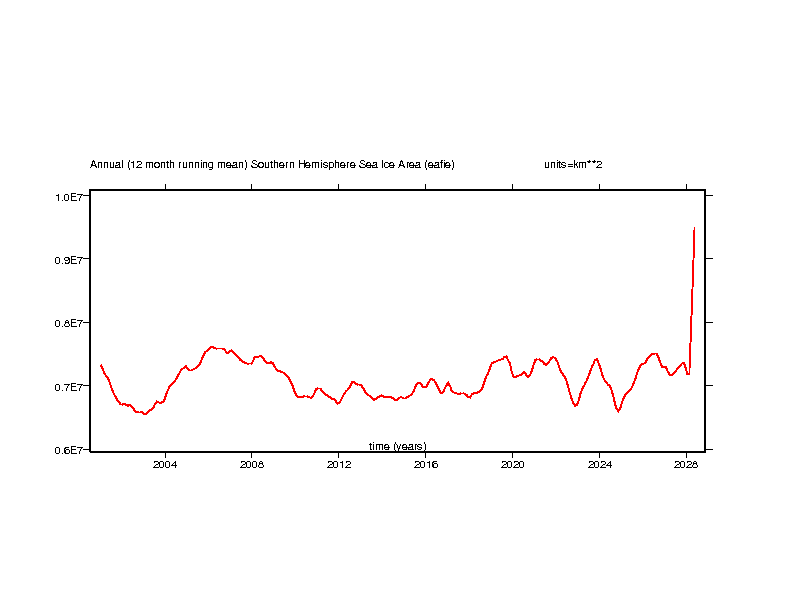 Annual (12 month running mean) Southern Hemisphere Sea Ice Area (eafie) units=km**2
1.0E7
0.9E7
0.8E7
0.7E7
0.6E7
time (years)
2004 2008 2012 2016 2020 2024 2028